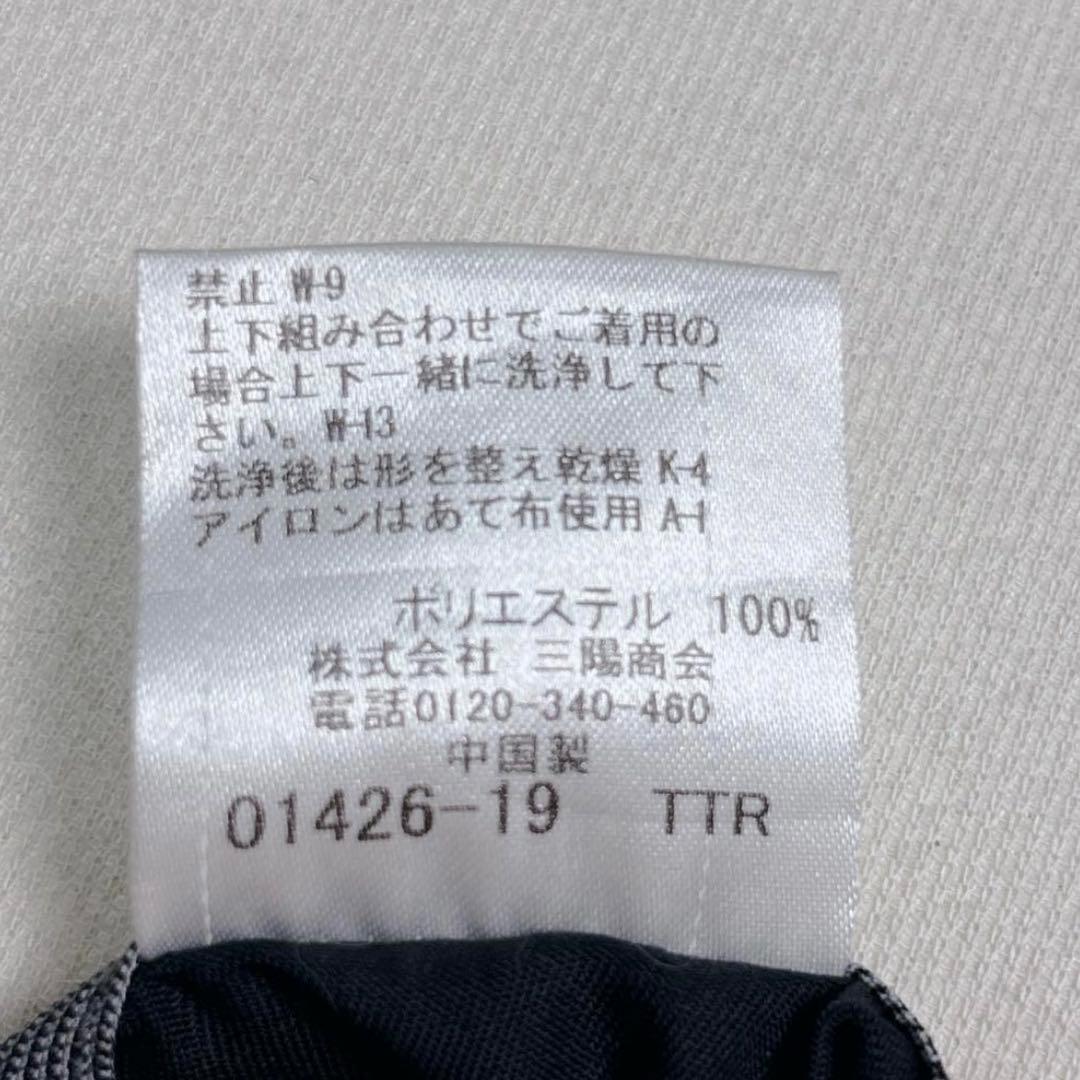 禁止 W-9
上下組み合わせでご着用の
場合上下一緒に洗浄して下
さい。W-13
洗浄後は形を整え乾燥 K-4
アイロンはあて布使用 A-1
ポリエステル 100%
株式会社 三陽商会
電話0120-340-460
中国製
01426-19 TTR